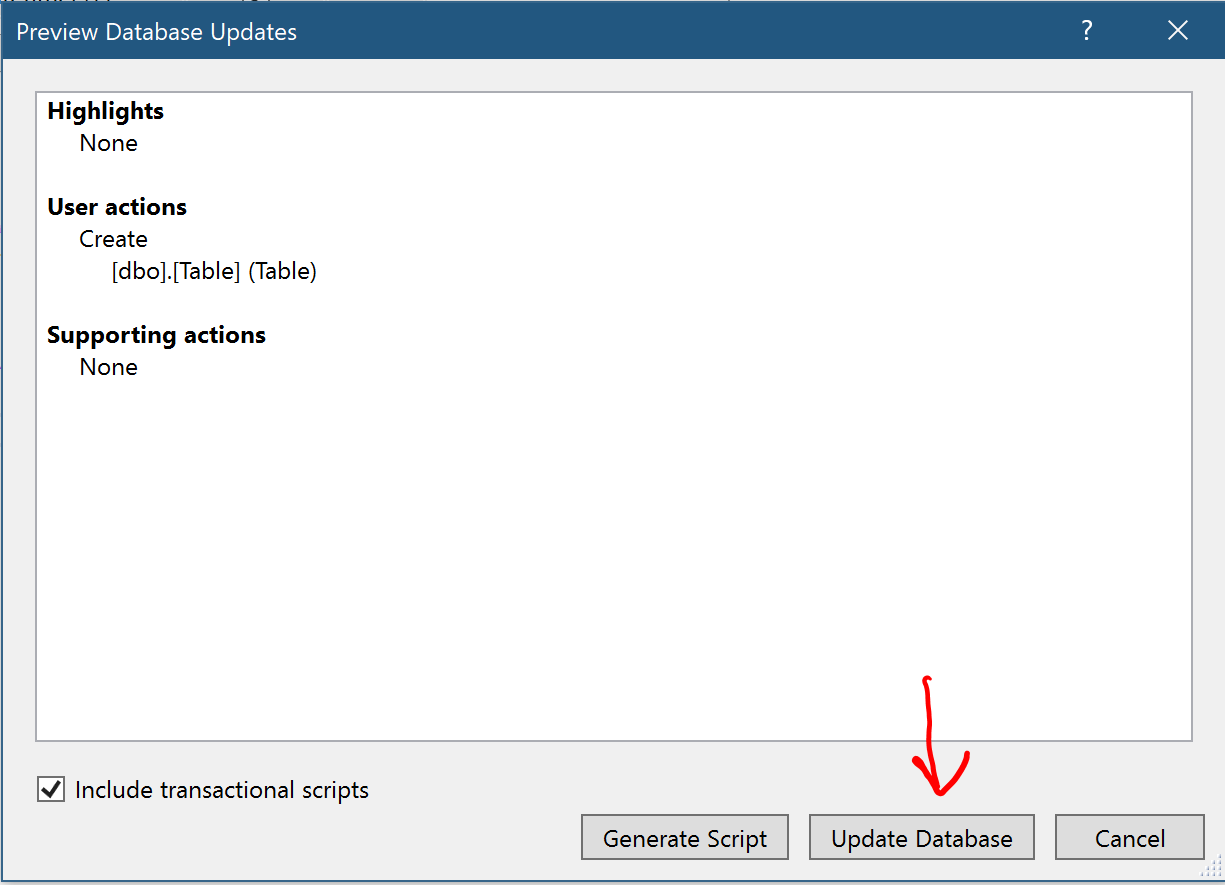 Preview Database Updates
?
Highlights
None
User actions
Create
[dbo].[Table] (Table)
Supporting actions
None
Include transactional scripts
Generate Script
Update Database
Cancel